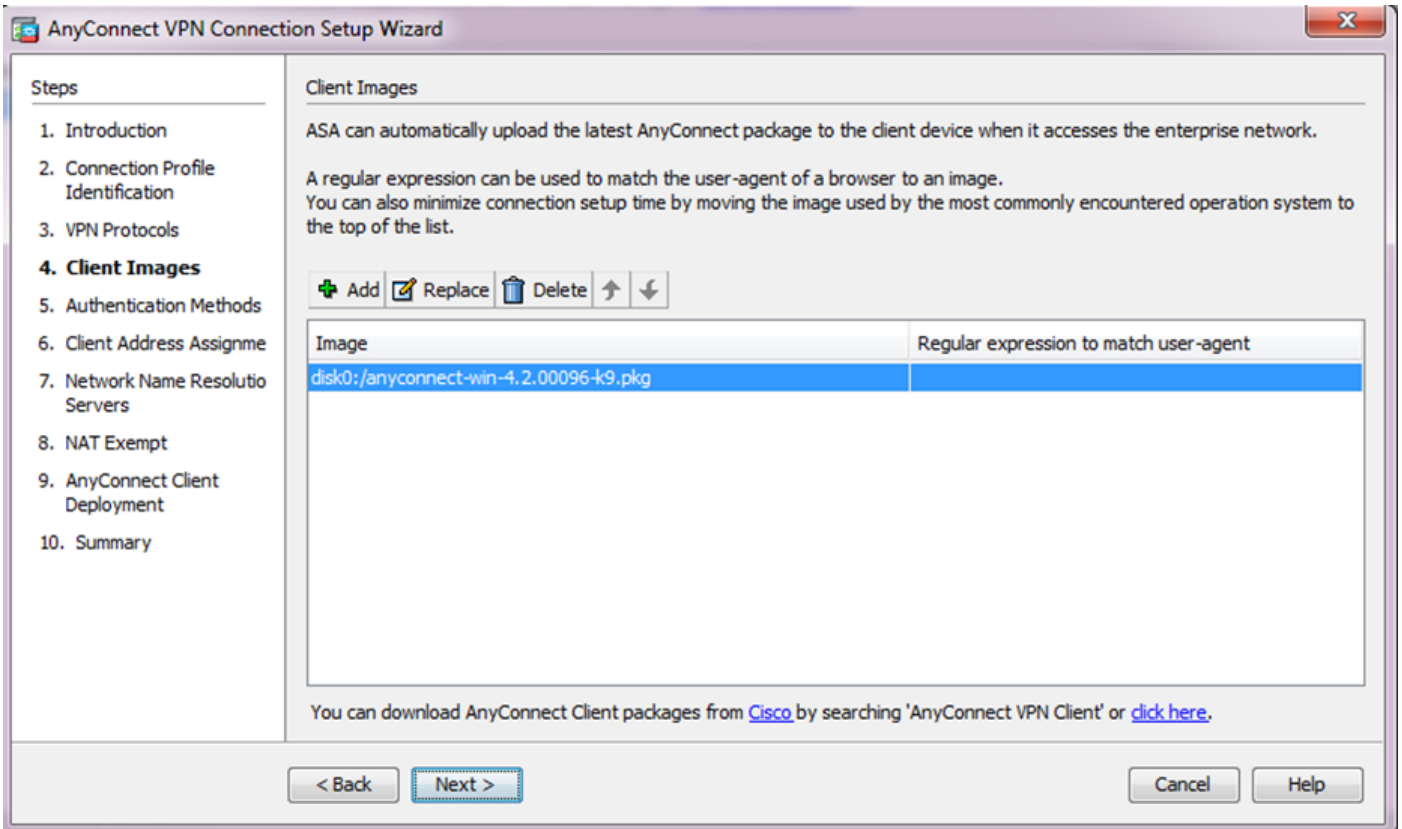 AnyConnect VPN Connection Setup Wizard
Steps
1. Introduction
2. Connection Profile
Identification
3. VPN Protocols
4. Client Images
5. Authentication Methods
6. Client Address Assignme
7. Network Name Resolutio
Servers
8. NAT Exempt
9. AnyConnect Client
Deployment
10. Summary
Client Images
ASA can automatically upload the latest AnyConnect package to the client device when it accesses the enterprise network.
A regular expression can be used to match the user-agent of a browser to an image.
You can also minimize connection setup time by moving the image used by the most commonly encountered operation system to
the top of the list.
Add Replace Delete
Image Regular expression to match user-agent
disk0:/anyconnect-win-4.2.00096-k9.pkg
You can download AnyConnect Client packages from Cisco by searching 'AnyConnect VPN Client' or click here.
< Back Next > Cancel Help